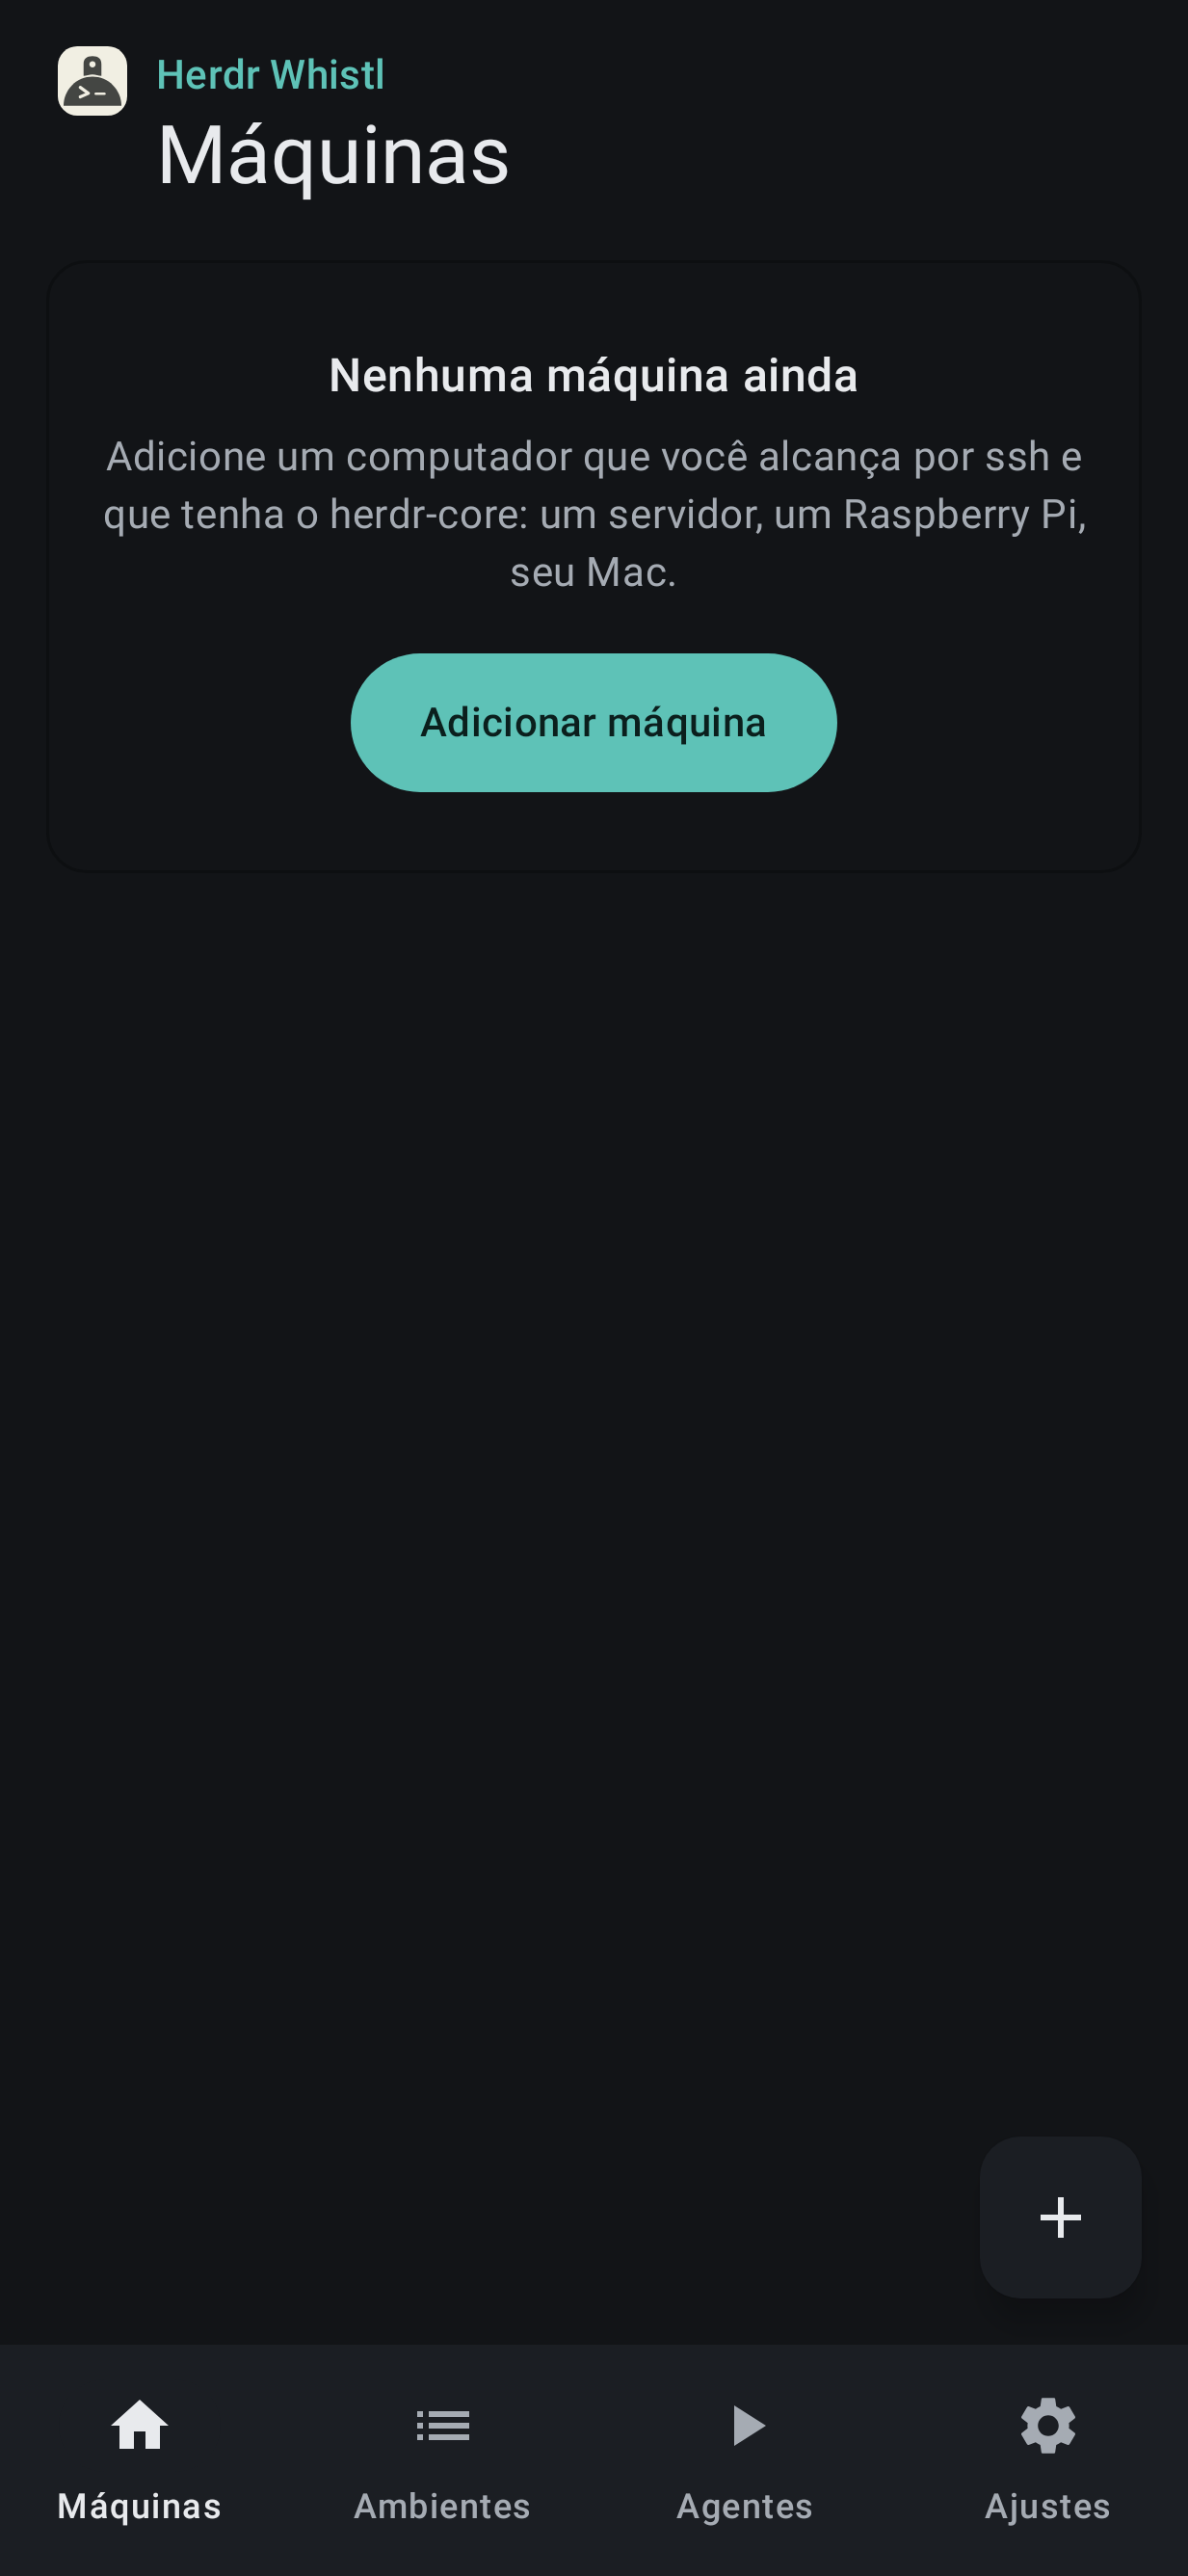 Herdr Whistl
Máquinas
Nenhuma máquina ainda
Adicione um computador que você alcança por ssh e
que tenha o herdr-core: um servidor, um Raspberry Pi,
seu Mac.
Adicionar máquina
Máquinas
Ambientes
Agentes
Ajustes